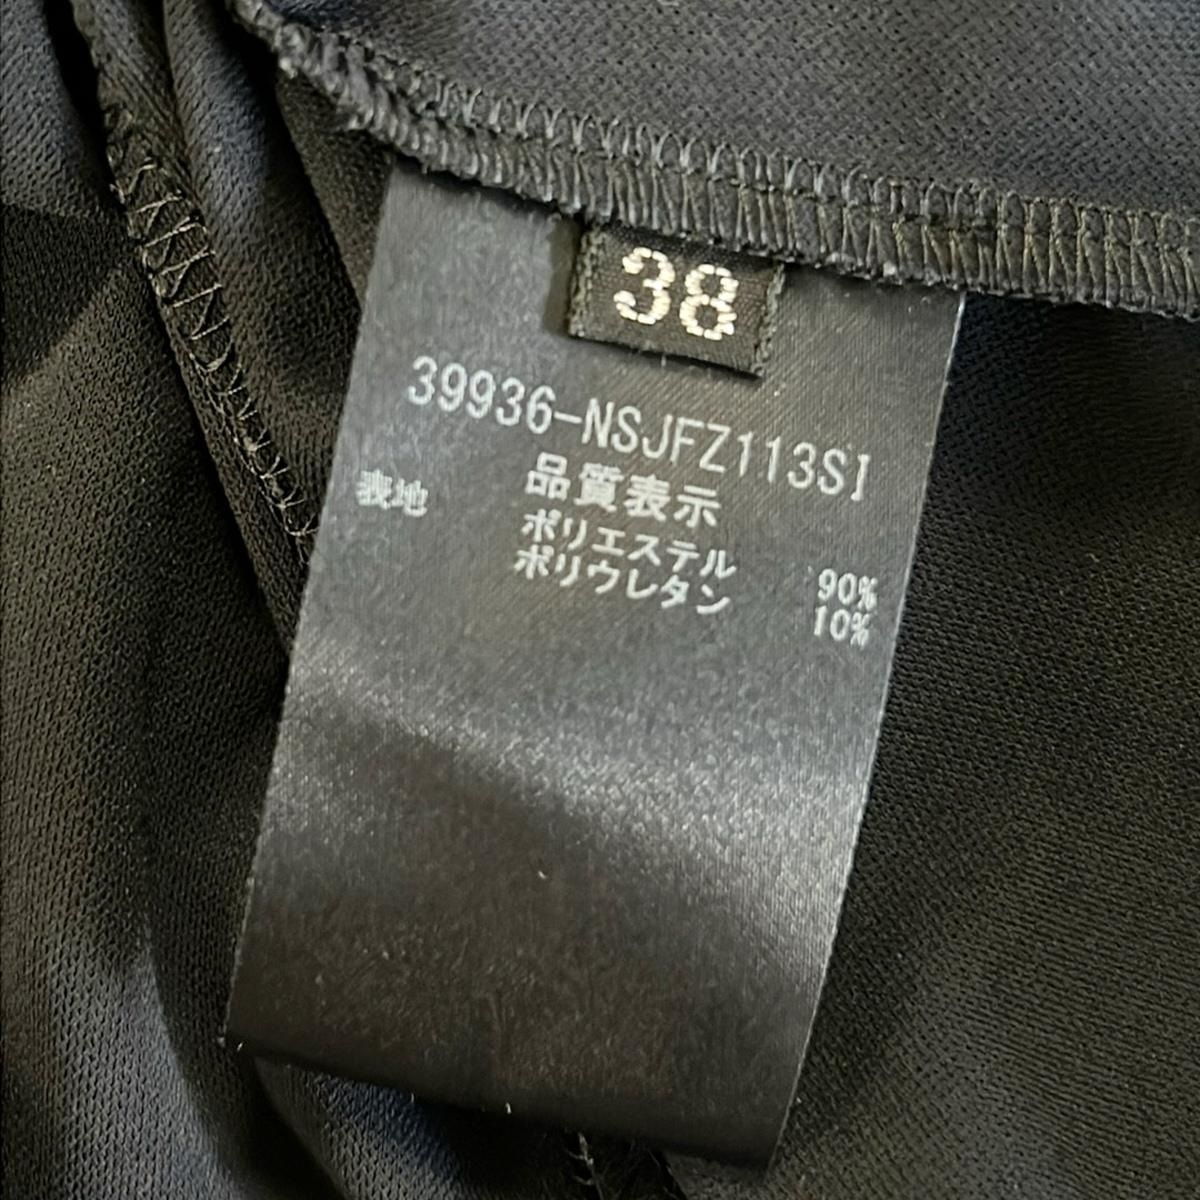 38
39936-NSJFZ113SI
品質表示
表地 ポリエステル 90%
ポリウレタン 10%